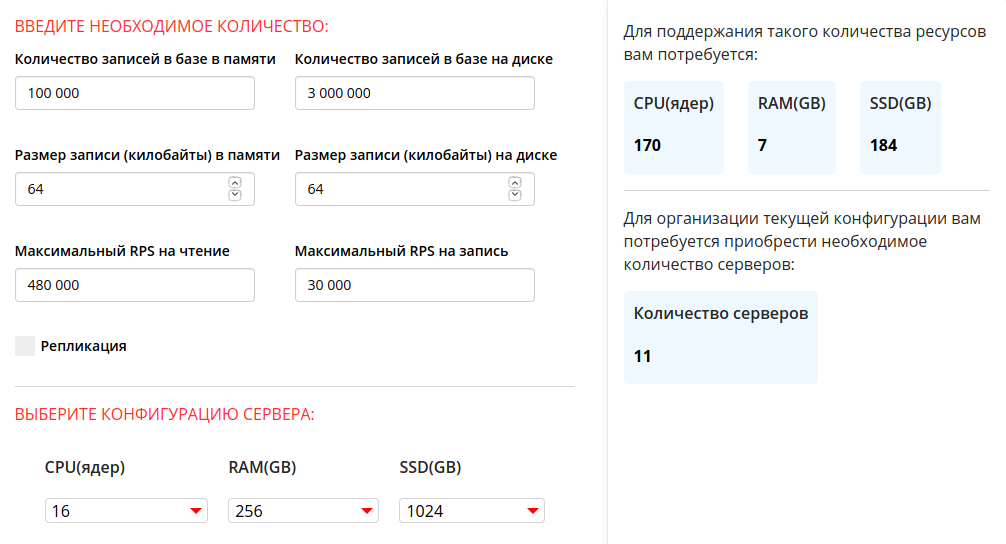 ВВЕДИТЕ НЕОБХОДИМОЕ КОЛИЧЕСТВО:
Количество записей в базе в памяти
Количество записей в базе на диске
100 000
3 000 000
Размер записи (килобайты) в памяти
Размер записи (килобайты) на диске
64
64
Максимальный RPS на чтение
Максимальный RPS на запись
480 000
30 000
Репликация
ВЫБЕРИТЕ КОНФИГУРАЦИЮ СЕРВЕРА:
CPU(ядер)
RAM(GB)
SSD(GB)
16
256
1024
Для поддержания такого количества ресурсов
вам потребуется:
CPU(ядер)
RAM(GB)
SSD(GB)
170
7
184
Для организации текущей конфигурации вам
потребуется приобрести необходимое
количество серверов:
Количество серверов
11